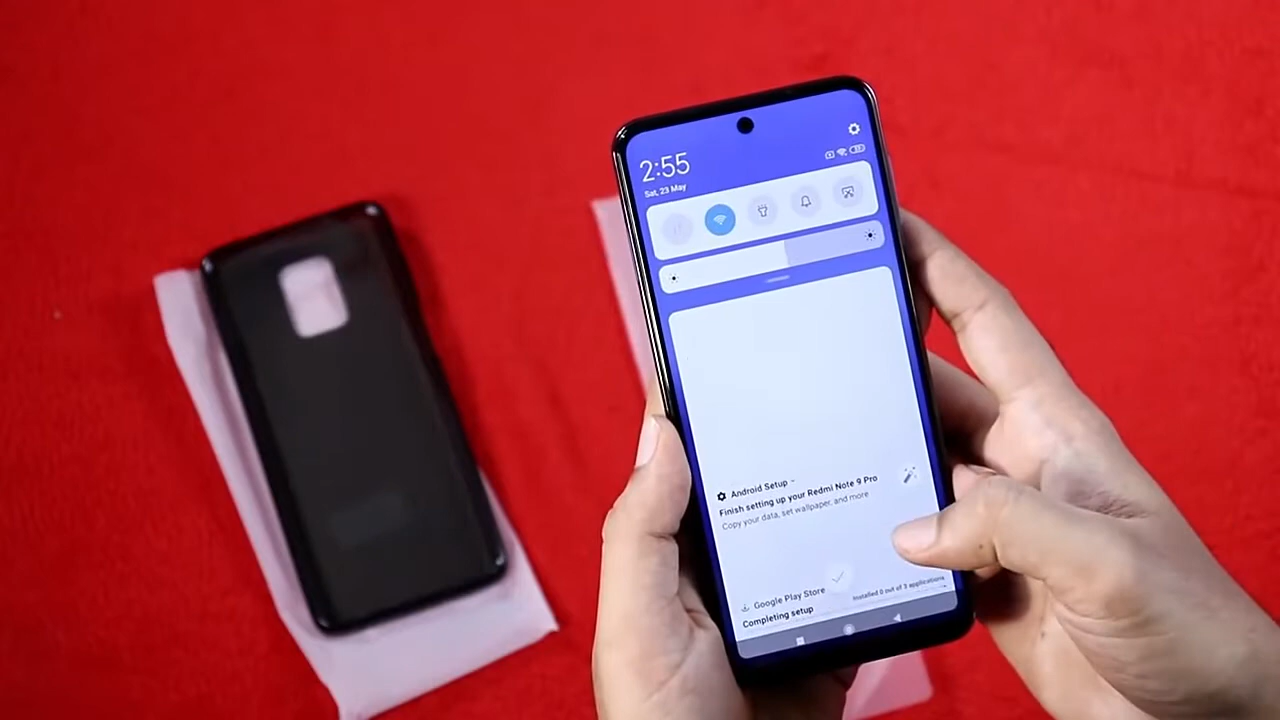 2:55
Sat, 23 May
Android Setup
Finish setting up your Redmi Note 9 Pro
Copy your data, set wallpaper, and more
Google Play Store
Installed 0 out of 3 applications
Completing setup